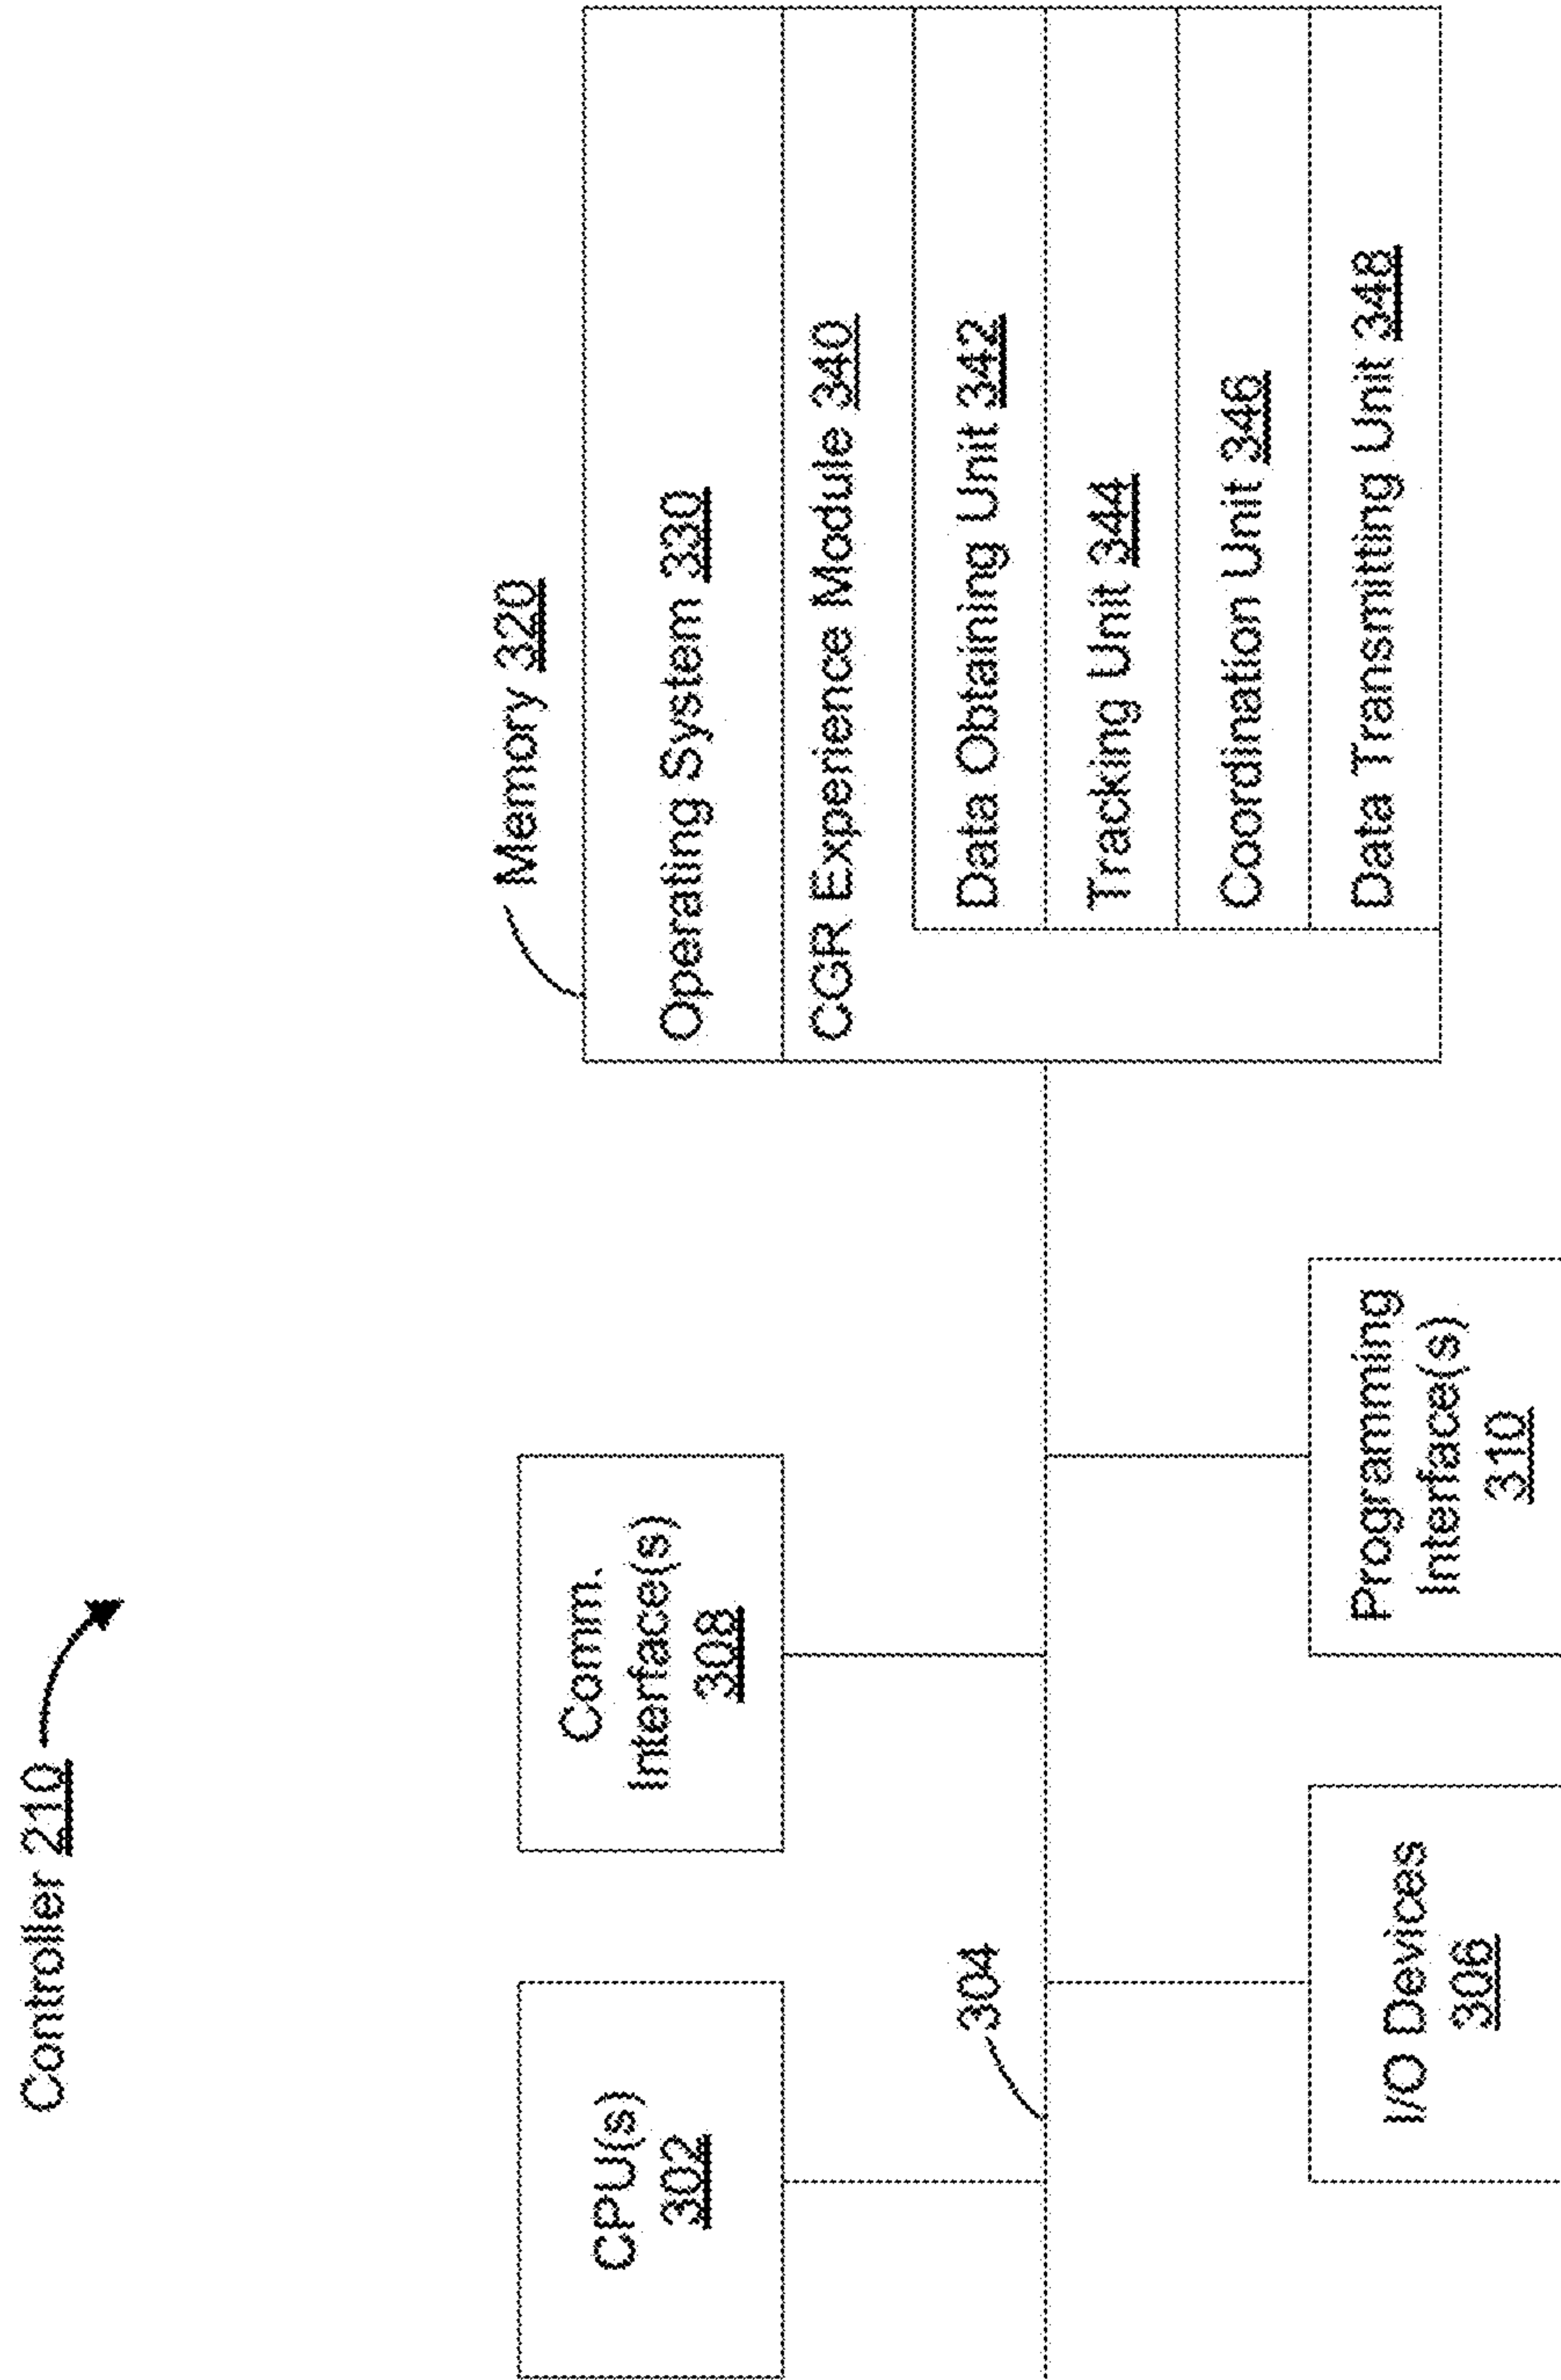 Controller 210
CPU(s)
302
Comm.
Interface(s)
308
304
I/O Devices
306
Programming
Interface(s)
310
Memory 320
Operating System 330
CGR Experience Module 340
Data Obtaining Unit 342
Tracking Unit 344
Coordination Unit 346
Data Transmitting Unit 348